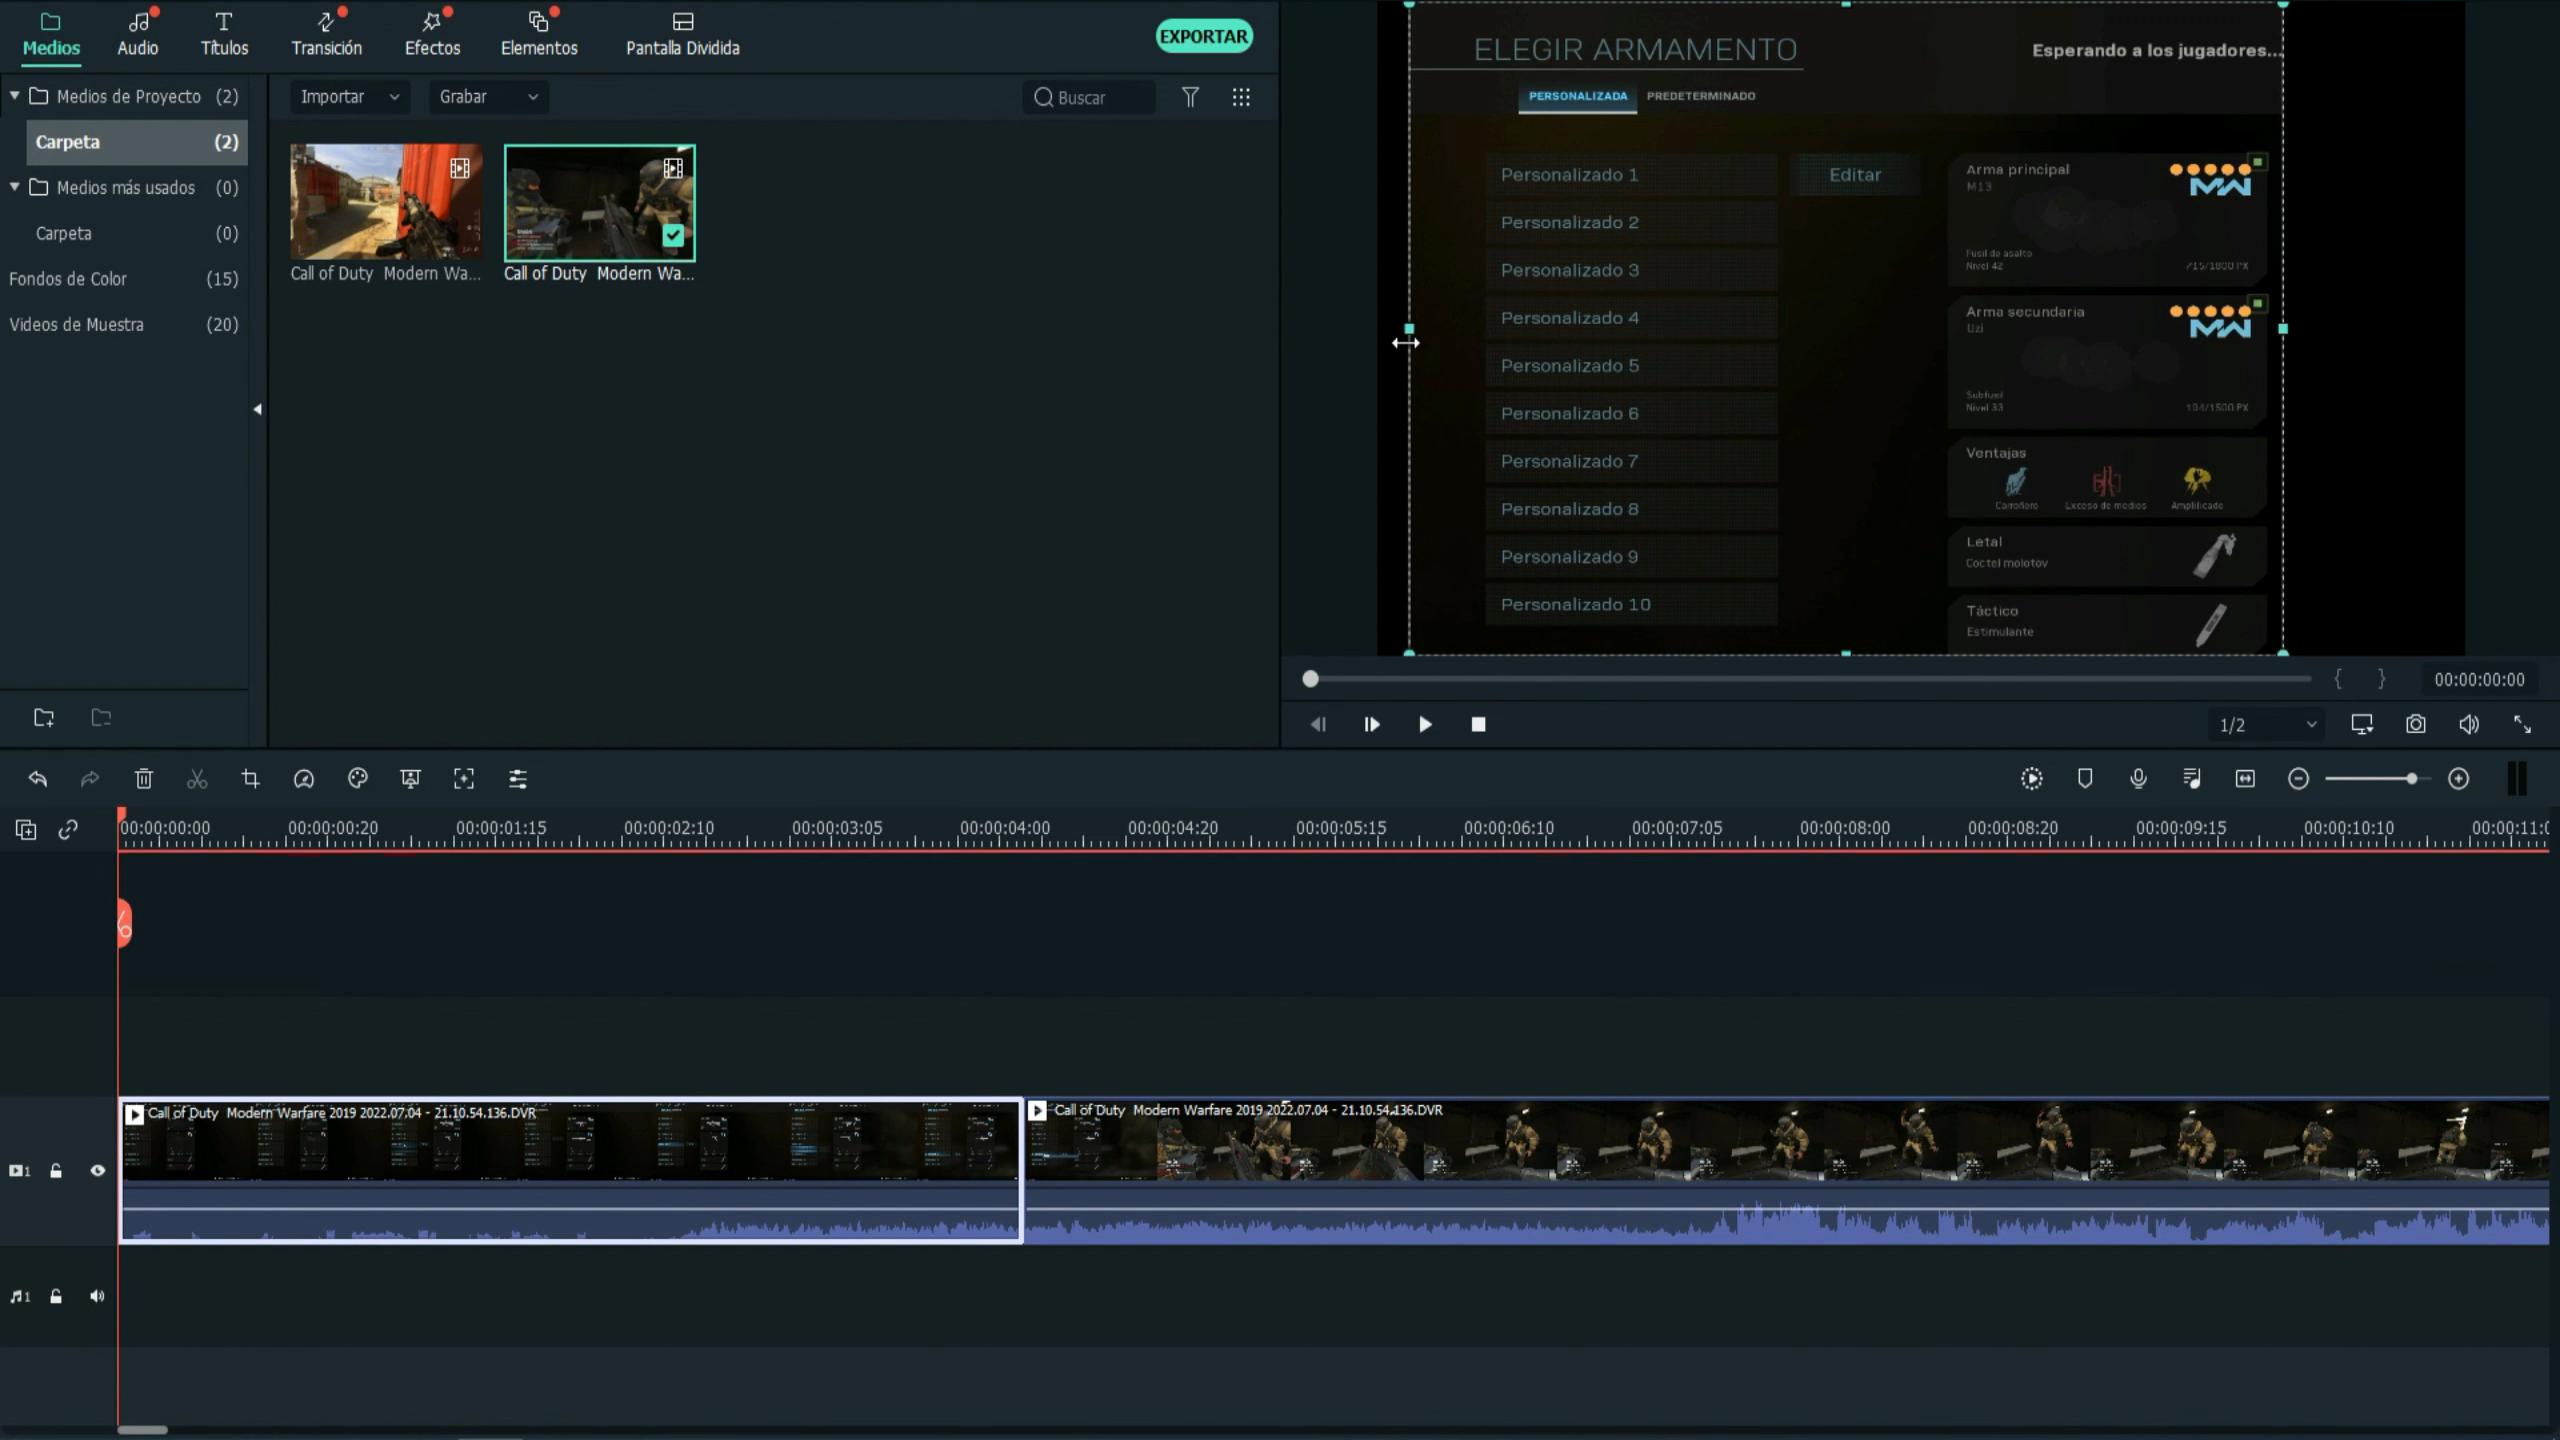 Medios
Audio
Títulos
Transición
Efectos
Elementos
Pantalla Dividida
EXPORTAR
Medios de Proyecto (2)
Carpeta (2)
Medios más usados (0)
Carpeta (0)
Fondos de Color (15)
Videos de Muestra (20)
Importar
Grabar
Buscar
Call of Duty Modern Wa...
Call of Duty Modern Wa...
ELEGIR ARMAMENTO
Esperando a los jugadores...
PERSONALIZADA PREDETERMINADO
Personalizado 1
Editar
Personalizado 2
Personalizado 3
Personalizado 4
Personalizado 5
Personalizado 6
Personalizado 7
Personalizado 8
Personalizado 9
Personalizado 10
Arma principal
M13
MW
Fusil de asalto
Nivel 42
715/1800 PX
Arma secundaria
Uzi
MW
Subfusil
Nivel 33
104/1500 PX
Ventajas
Carroñero
Exceso de medios
Amplificado
Letal
Coctel molotov
Táctico
Estimulante
{ }
00:00:00:00
1/2
00:00:00:00
00:00:00:20
00:00:01:15
00:00:02:10
00:00:03:05
00:00:04:00
00:00:04:20
00:00:05:15
00:00:06:10
00:00:07:05
00:00:08:00
00:00:08:20
00:00:09:15
00:00:10:10
00:00:11:0
Call of Duty Modern Warfare 2019 2022.07.04 - 21.10.54.136.DVR
Call of Duty Modern Warfare 2019 2022.07.04 - 21.10.54.136.DVR
1
1